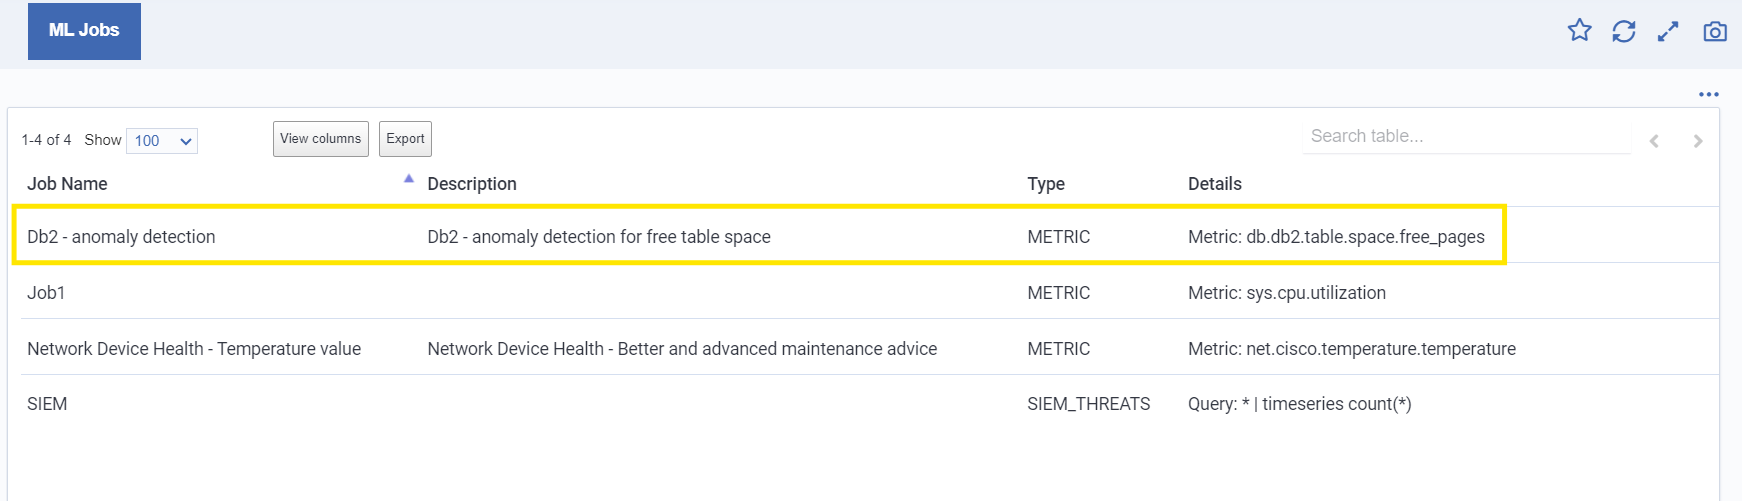 ML Jobs
1-4 of 4 Show 100 View columns Export Search table...
Job Name Description Type Details
Db2 - anomaly detection Db2 - anomaly detection for free table space METRIC Metric: db.db2.table.space.free_pages
Job1 METRIC Metric: sys.cpu.utilization
Network Device Health - Temperature value Network Device Health - Better and advanced maintenance advice METRIC Metric: net.cisco.temperature.temperature
SIEM SIEM_THREATS Query: * | timeseries count(*)